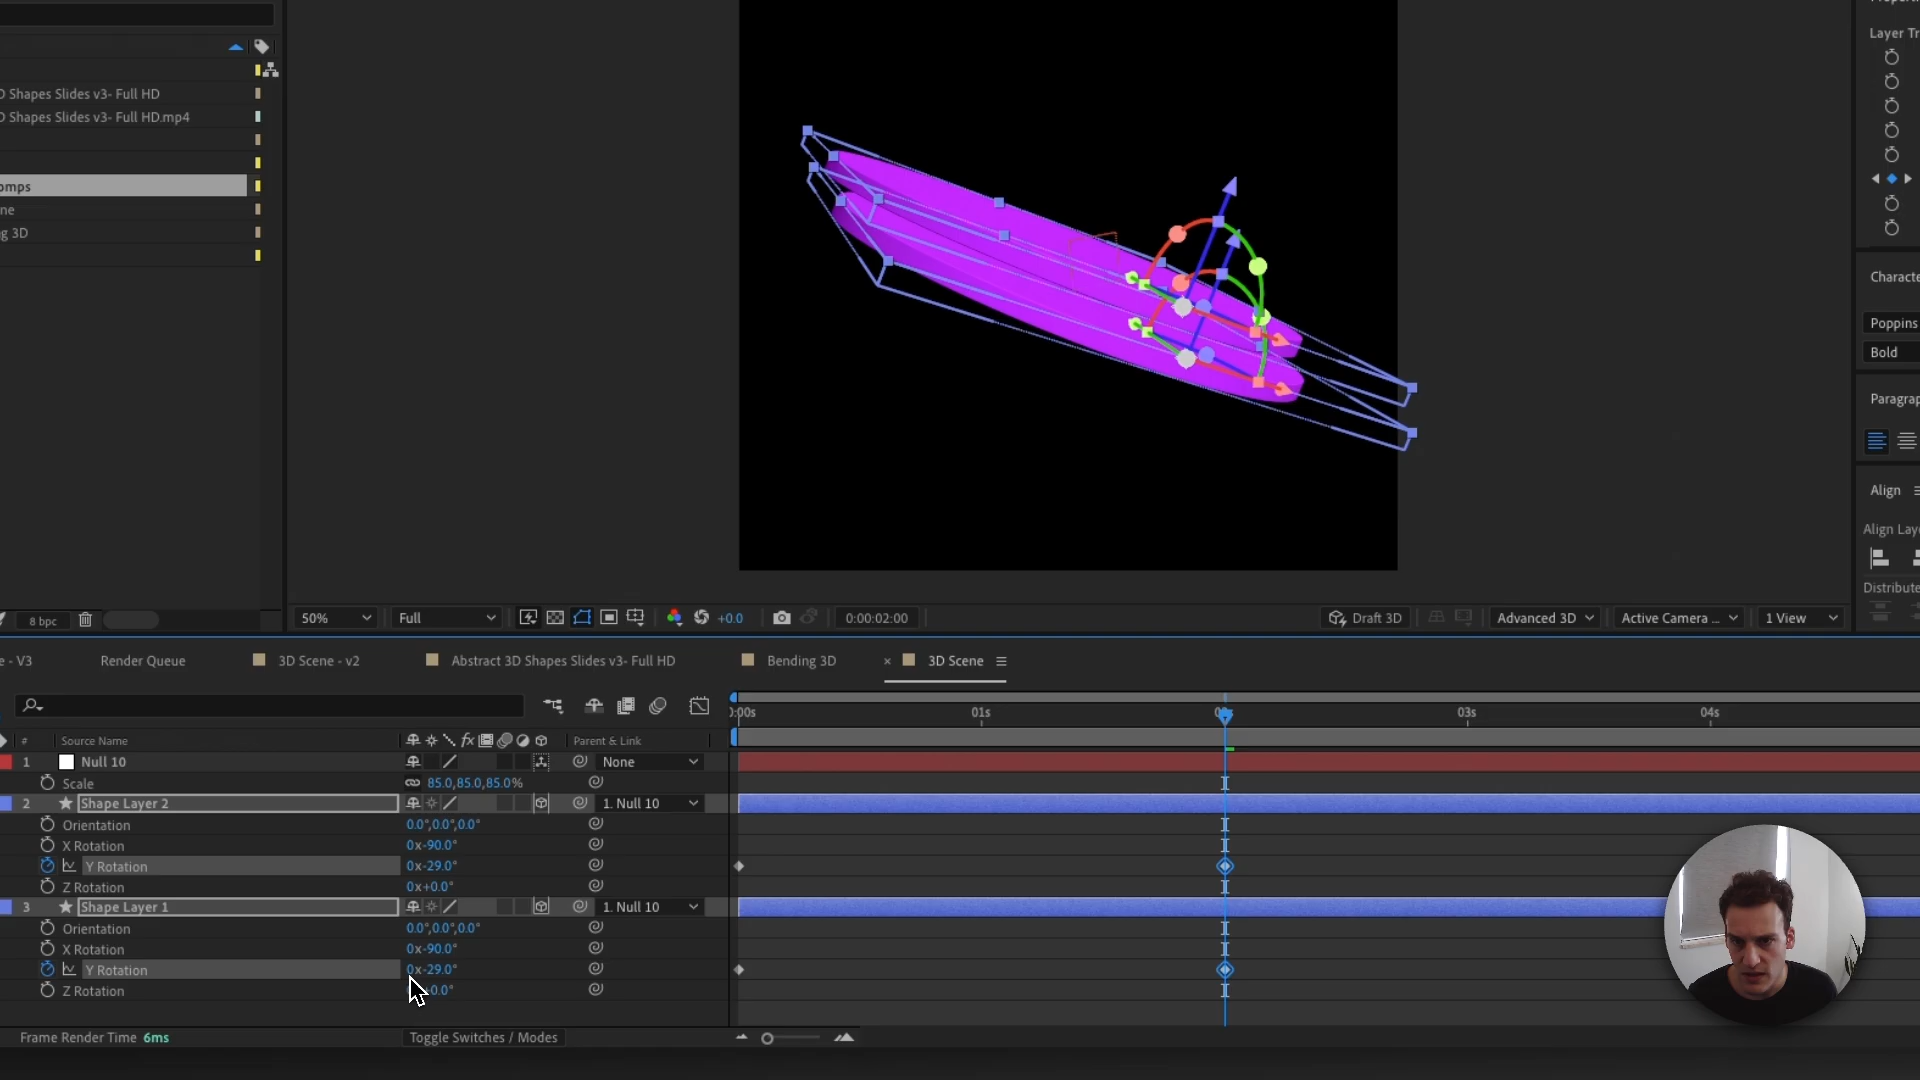 D Shapes Slides v3- Full HD
D Shapes Slides v3- Full HD.mp4
omps
ne
g 3D
Layer Tr
Characte
Poppins
Bold
Paragrap
Align
Align Lay
Distribute
8 bpc
50%
Full
+0.0
0:00:02:00
Draft 3D
Advanced 3D
Active Camera ...
1 View
e - V3
Render Queue
3D Scene - v2
Abstract 3D Shapes Slides v3- Full HD
Bending 3D
× 3D Scene
0:00s 01s 03s 04s
# Source Name fx Parent & Link
1 Null 10 None
Scale 85.0,85.0,85.0%
2 Shape Layer 2 1. Null 10
Orientation 0.0°,0.0°,0.0°
X Rotation 0x-90.0°
Y Rotation 0x-29.0°
Z Rotation 0x+0.0°
3 Shape Layer 1 1. Null 10
Orientation 0.0°,0.0°,0.0°
X Rotation 0x-90.0°
Y Rotation 0x-29.0°
Z Rotation +0.0°
Frame Render Time 6ms
Toggle Switches / Modes